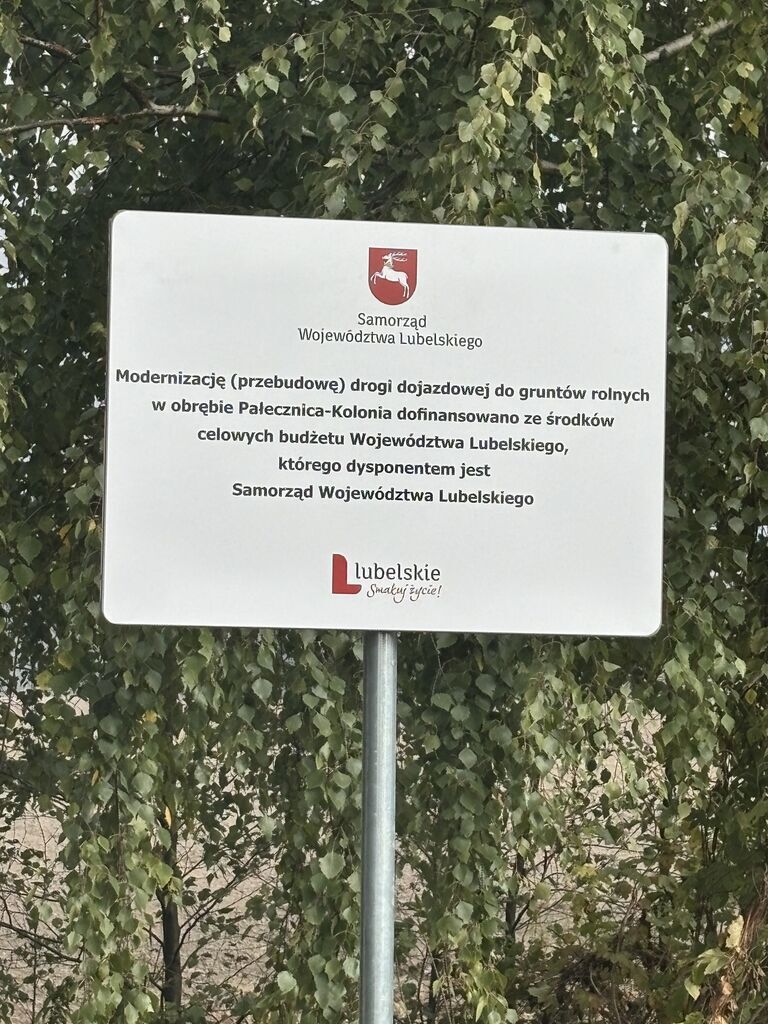 Samorząd
Województwa Lubelskiego
Modernizację (przebudowę) drogi dojazdowej do gruntów rolnych
w obrębie Pałecznica-Kolonia dofinansowano ze środków
celowych budżetu Województwa Lubelskiego,
którego dysponentem jest
Samorząd Województwa Lubelskiego
lubelskie
Smakuj życie!